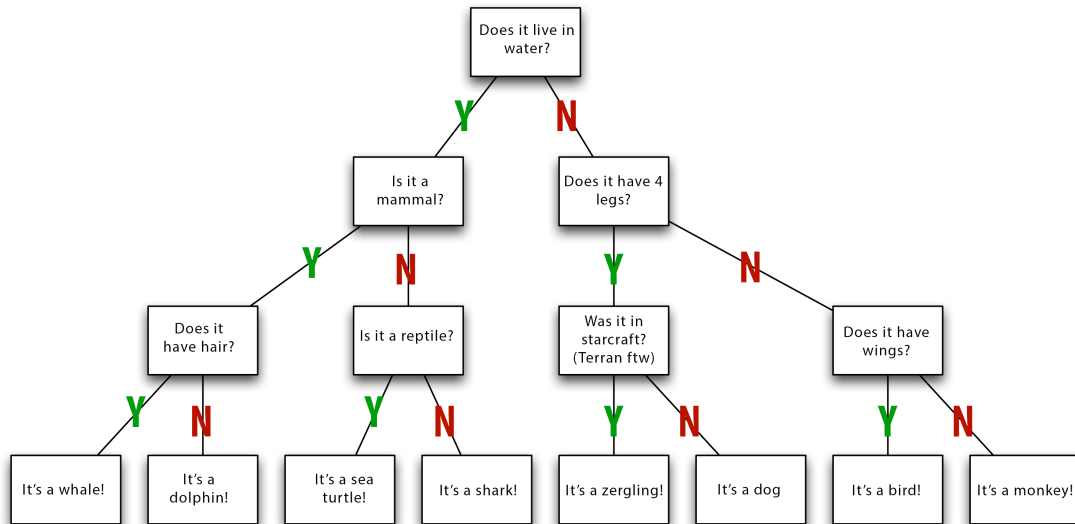 Does it live in
water?
Y
N
Is it a
mammal?
Does it have 4
legs?
Y
N
Y
N
Does it
have hair?
Is it a reptile?
Was it in
starcraft?
(Terran ftw)
Does it have
wings?
Y
N
Y
N
Y
N
Y
N
It's a whale!
It's a
dolphin!
It's a sea
turtle!
It's a shark!
It's a zergling!
It's a dog
It's a bird!
It's a monkey!